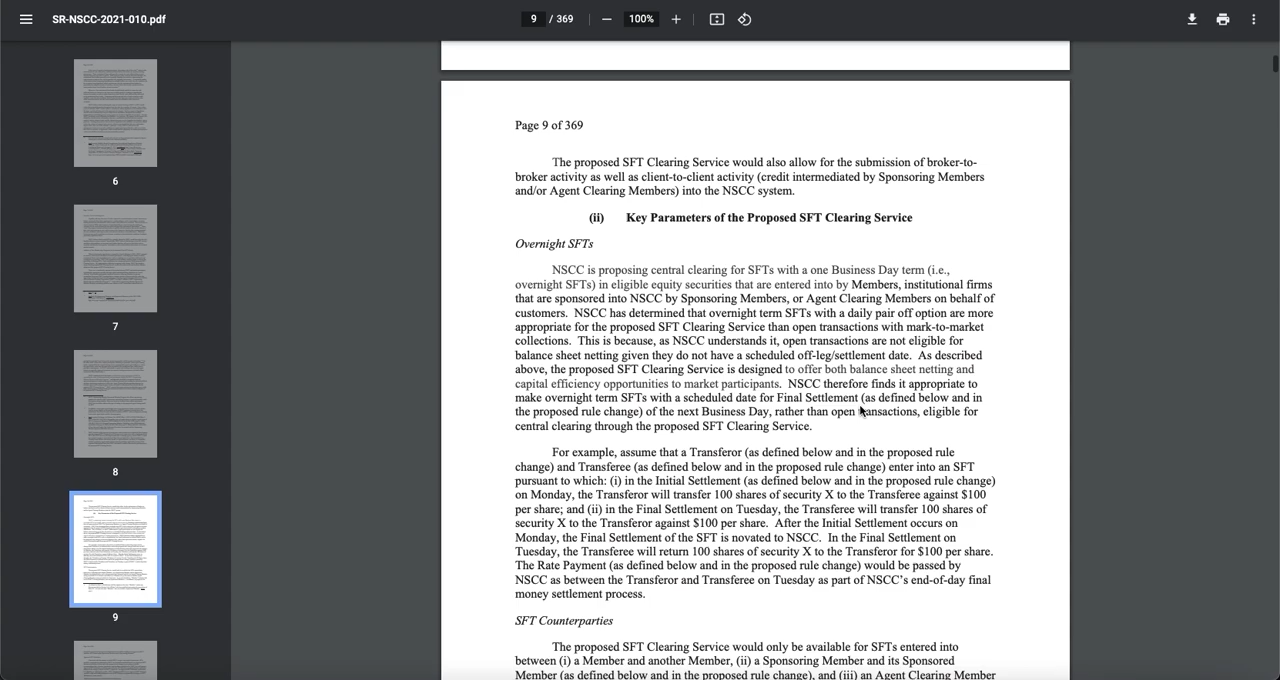 SR-NSCC-2021-010.pdf
9 / 369
100%
6
7
8
9
Page 9 of 369
The proposed SFT Clearing Service would also allow for the submission of broker-to-
broker activity as well as client-to-client activity (credit intermediated by Sponsoring Members
and/or Agent Clearing Members) into the NSCC system.
(ii) Key Parameters of the Proposed SFT Clearing Service
Overnight SFTs
NSCC is proposing central clearing for SFTs with a one Business Day term (i.e.,
overnight SFTs) in eligible equity securities that are entered into by Members, institutional firms
that are sponsored into NSCC by Sponsoring Members, or Agent Clearing Members on behalf of
customers. NSCC has determined that overnight term SFTs with a daily pair off option are more
appropriate for the proposed SFT Clearing Service than open transactions with mark-to-market
collections. This is because, as NSCC understands it, open transactions are not eligible for
balance sheet netting given they do not have a scheduled off-leg/settlement date. As described
above, the proposed SFT Clearing Service is designed to offer both balance sheet netting and
capital efficiency opportunities to market participants. NSCC therefore finds it appropriate to
make overnight term SFTs with a scheduled date for Final Settlement (as defined below and in
the proposed rule change) of the next Business Day, rather than open transactions, eligible for
central clearing through the proposed SFT Clearing Service.
For example, assume that a Transferor (as defined below and in the proposed rule
change) and Transferee (as defined below and in the proposed rule change) enter into an SFT
pursuant to which: (i) in the Initial Settlement (as defined below and in the proposed rule change)
on Monday, the Transferor will transfer 100 shares of security X to the Transferee against $100
per share; and (ii) in the Final Settlement on Tuesday, the Transferee will transfer 100 shares of
security X to the Transferor against $100 per share. After the Initial Settlement occurs on
Monday, the Final Settlement of the SFT is novated to NSCC. In the Final Settlement on
Tuesday, the Transferee will return 100 shares of security X to the Transferor for $100 per share.
The Rate Payment (as defined below and in the proposed rule change) would be passed by
NSCC as between the Transferor and Transferee on Tuesday as part of NSCC's end-of-day final
money settlement process.
SFT Counterparties
The proposed SFT Clearing Service would only be available for SFTs entered into
between (i) a Member and another Member, (ii) a Sponsoring Member and its Sponsored
Member (as defined below and in the proposed rule change), and (iii) an Agent Clearing Member